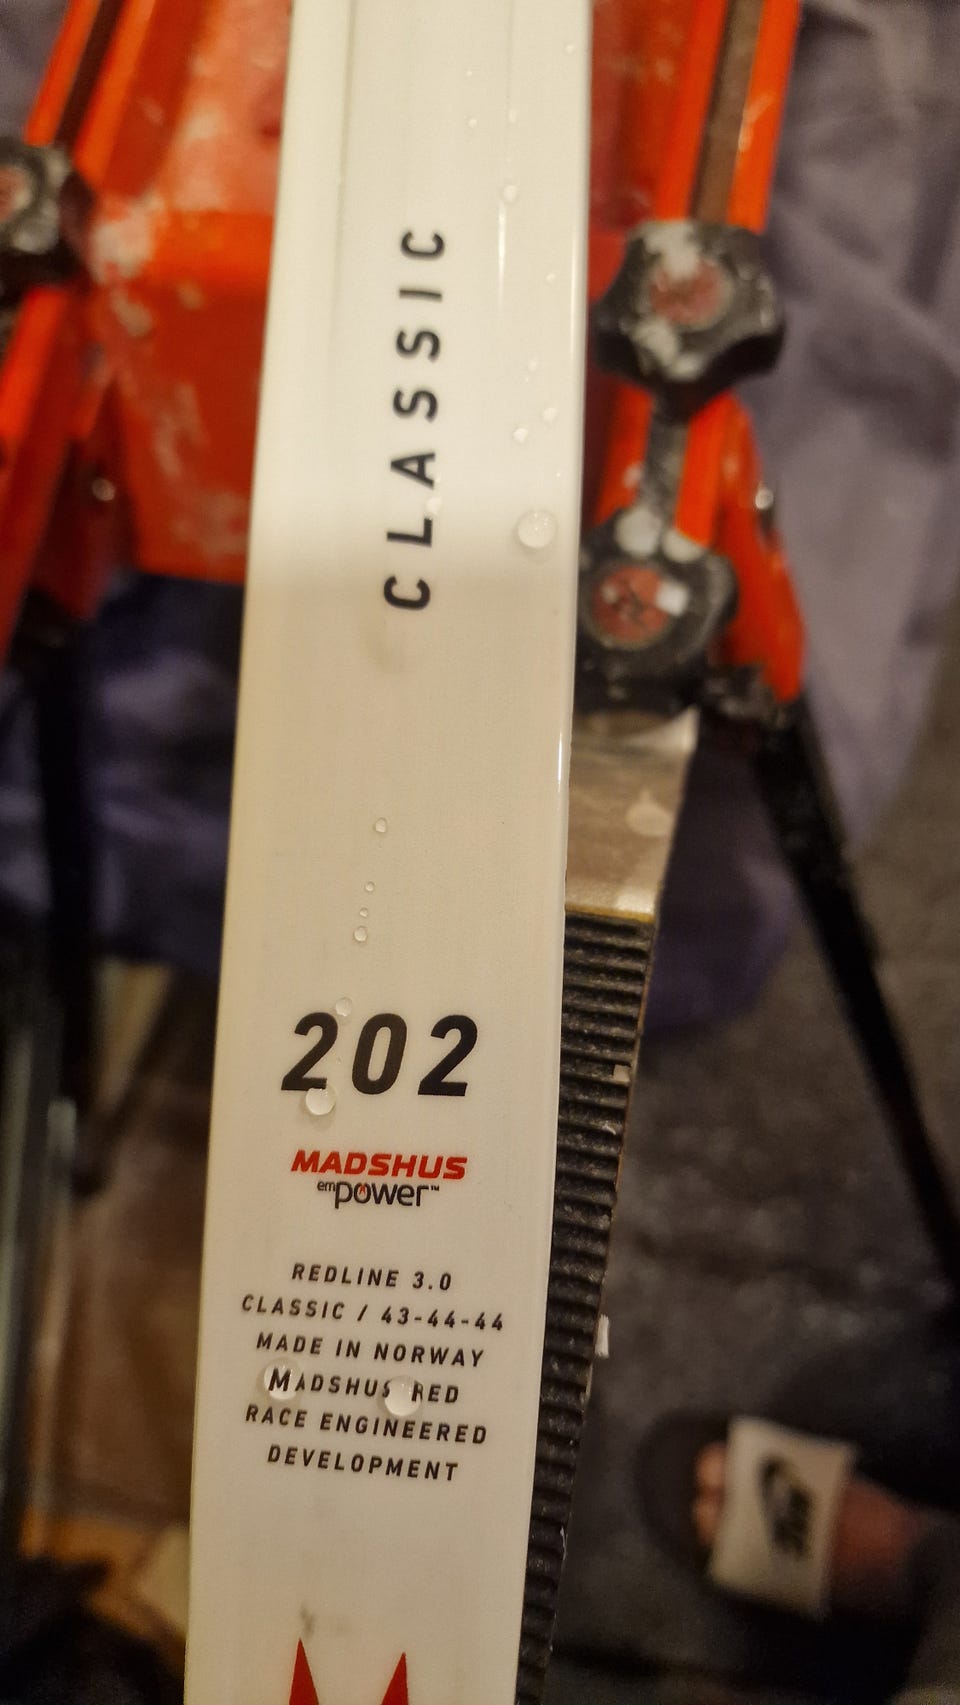 CLASSIC
202
MADSHUS
empower™
REDLINE 3.0
CLASSIC / 43-44-44
MADE IN NORWAY
MADSHUS RED
RACE ENGINEERED
DEVELOPMENT